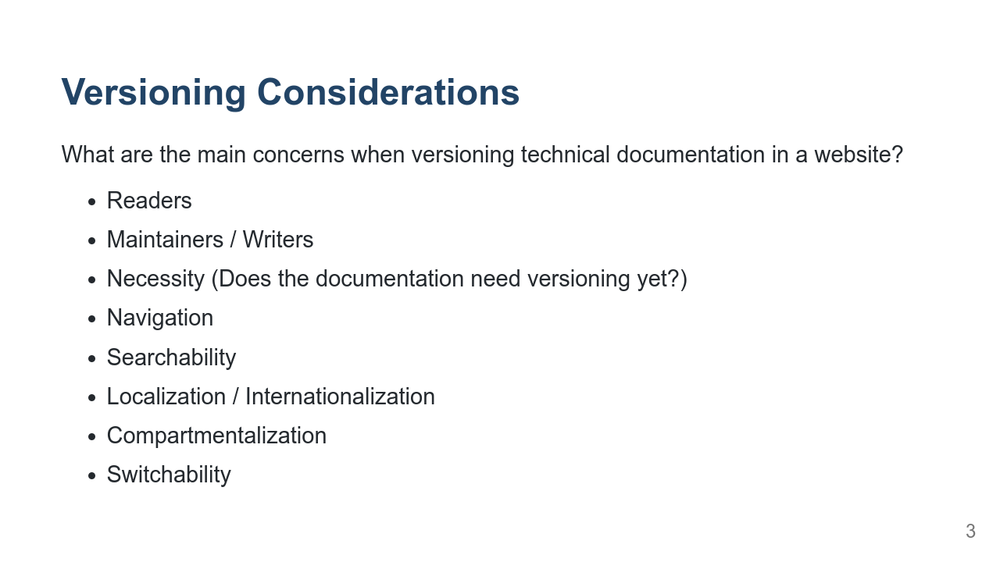 Versioning Considerations
What are the main concerns when versioning technical documentation in a website?
• Readers
• Maintainers / Writers
• Necessity (Does the documentation need versioning yet?)
• Navigation
• Searchability
• Localization / Internationalization
• Compartmentalization
• Switchability
3